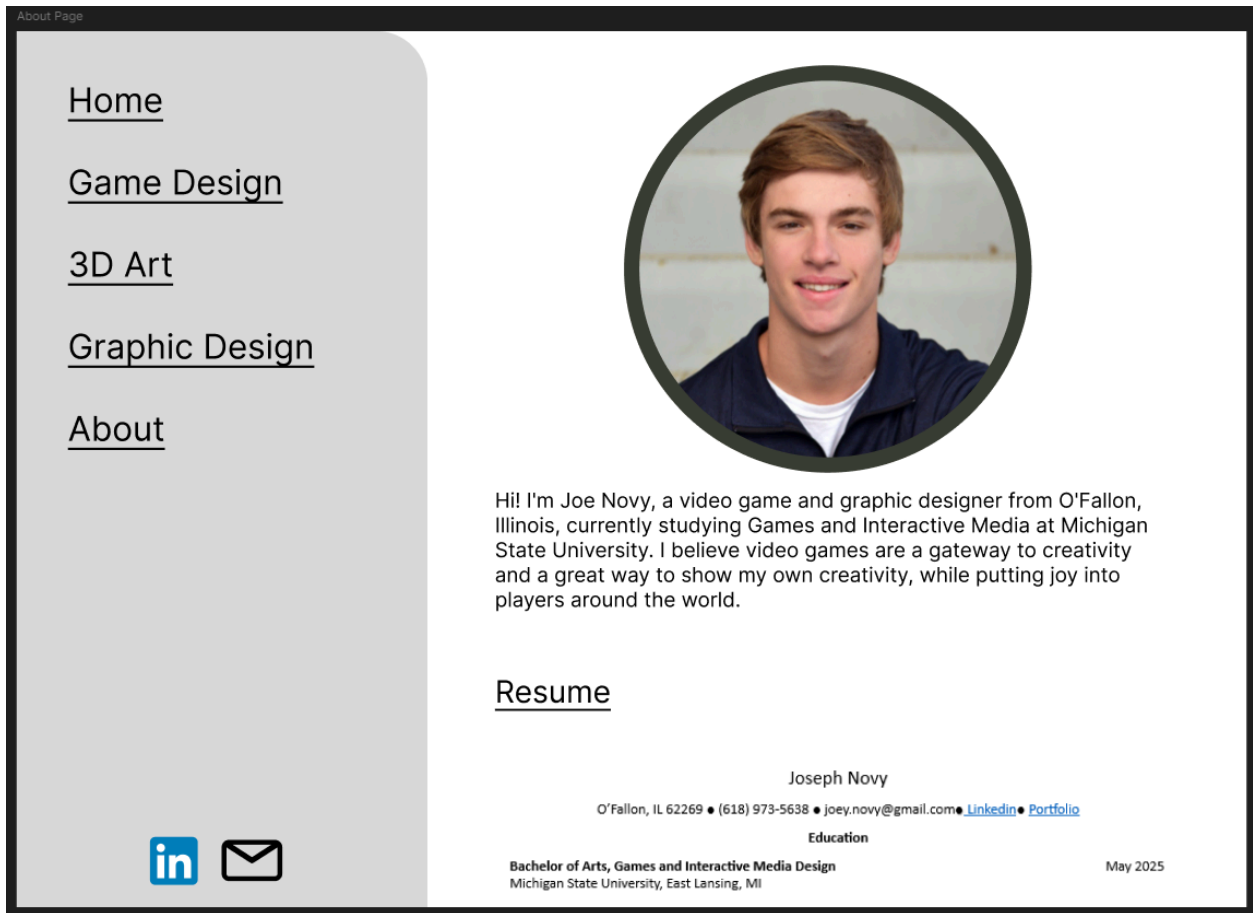 About Page
Home
Game Design
3D Art
Graphic Design
About
in
Hi! I'm Joe Novy, a video game and graphic designer from O'Fallon,
Illinois, currently studying Games and Interactive Media at Michigan
State University. I believe video games are a gateway to creativity
and a great way to show my own creativity, while putting joy into
players around the world.
Resume
Joseph Novy
O'Fallon, IL 62269 ● (618) 973-5638 ● joey.novy@gmail.com● Linkedin● Portfolio
Education
Bachelor of Arts, Games and Interactive Media Design May 2025
Michigan State University, East Lansing, MI